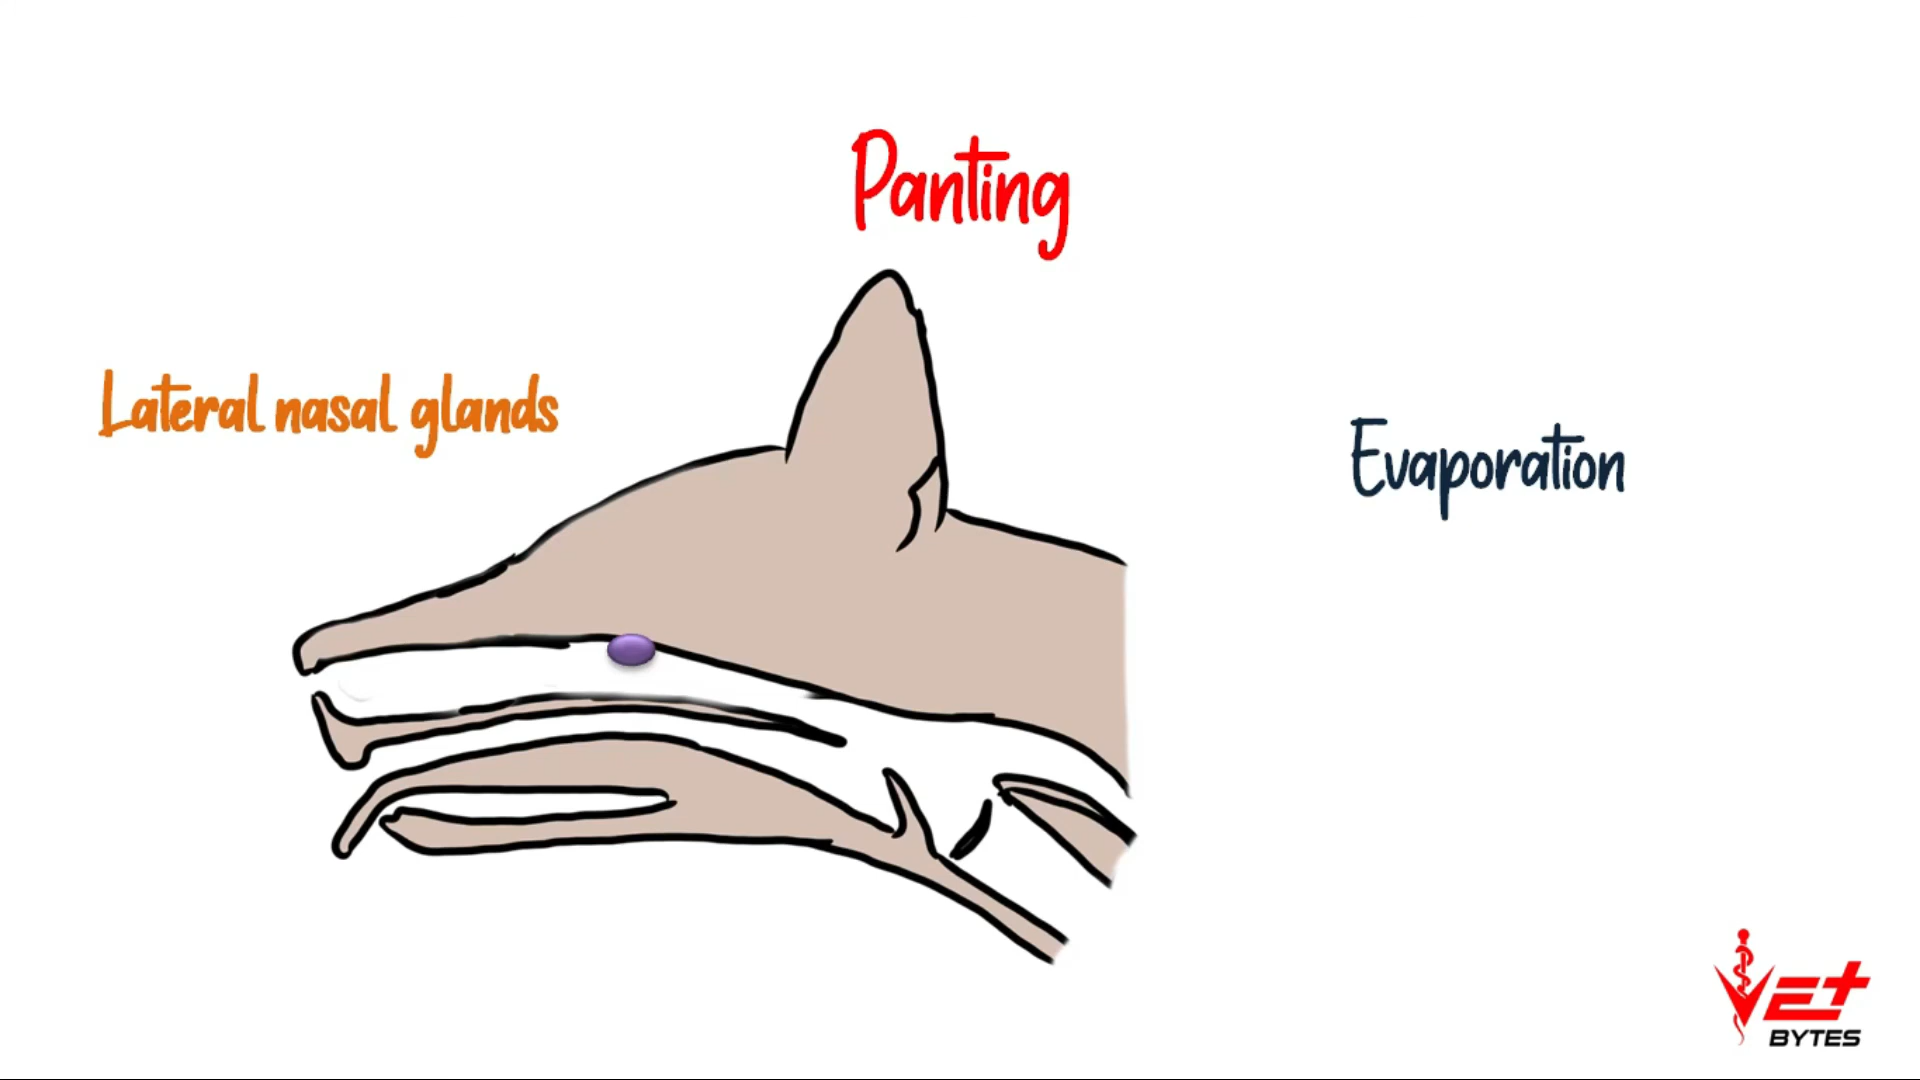 Panting
Lateral nasal glands
Evaporation
VET
BYTES